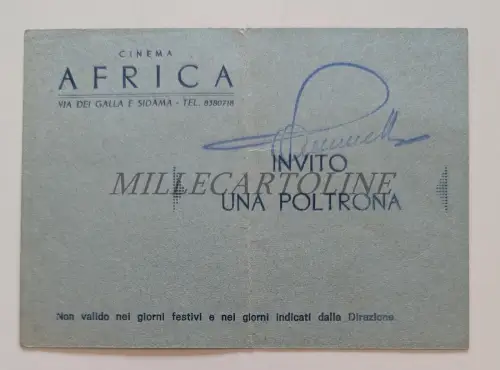 CINEMA
AFRICA
VIA DEI GALLA E SIDAMA - TEL. 8380718
INVITO
MILLECARTOLINE
UNA POLTRONA
Non valido nei giorni festivi e nei giorni indicati dalla Direzione.